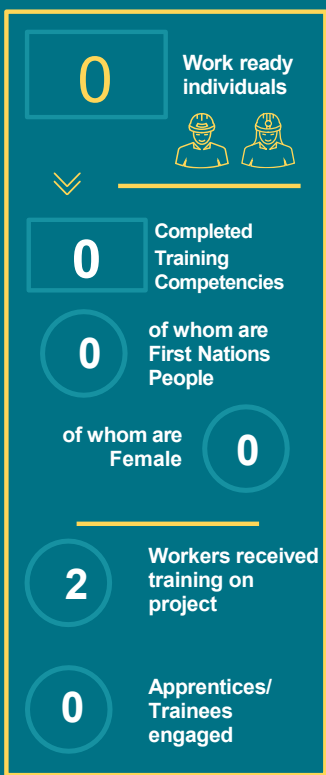 0
Work ready
individuals
0
Completed
Training
Competencies
0
of whom are
First Nations
People
of whom are
Female
0
2
Workers received
training on
project
0
Apprentices/
Trainees
engaged